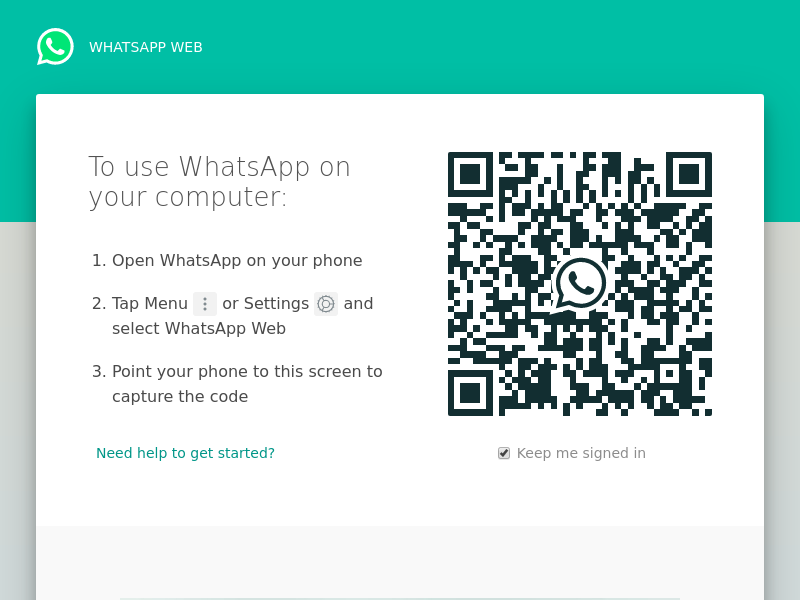 WHATSAPP WEB
To use WhatsApp on
your computer:
1. Open WhatsApp on your phone
2. Tap Menu or Settings and
select WhatsApp Web
3. Point your phone to this screen to
capture the code
Need help to get started?
Keep me signed in